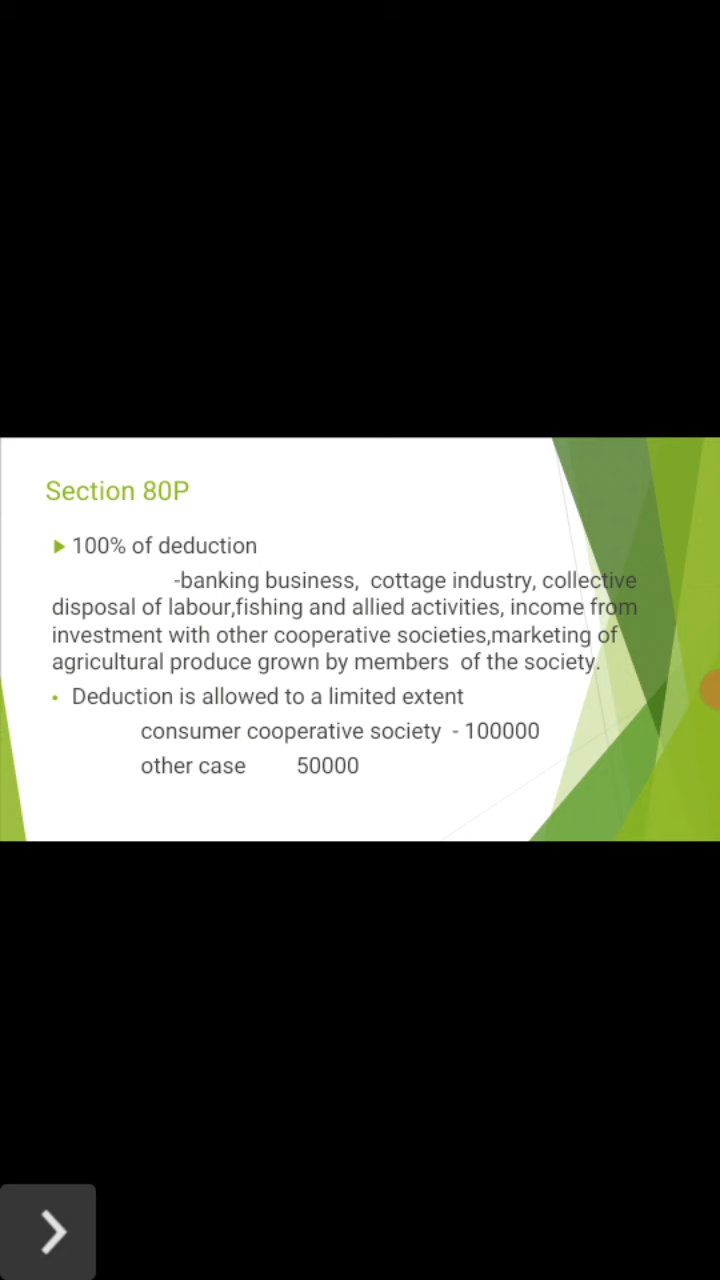 Section 80P
100% of deduction
-banking business, cottage industry, collective
disposal of labour,fishing and allied activities, income from
investment with other cooperative societies,marketing of
agricultural produce grown by members of the society.
Deduction is allowed to a limited extent
consumer cooperative society - 100000
other case 50000